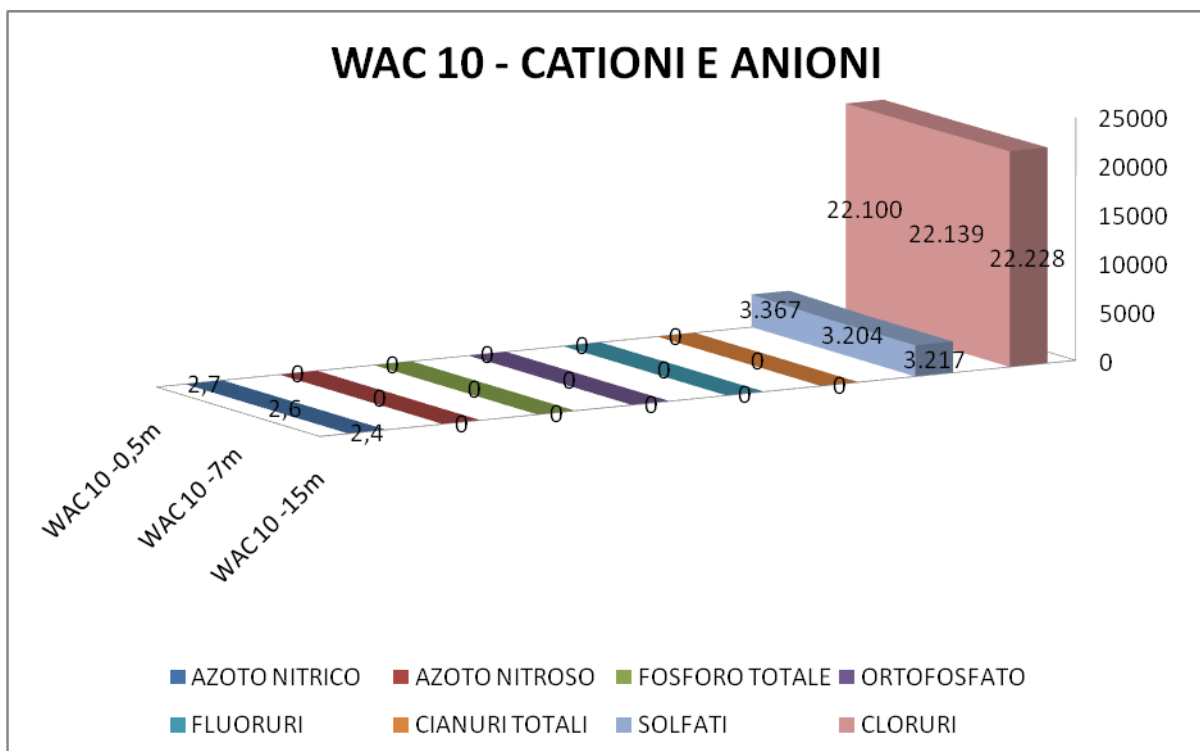 WAC 10 - CATIONI E ANIONI
25000
20000
15000
10000
5000
0
22.100
22.139
22.228
3.367
3.204
3.217
0 0 0 0 0
0 0 0 0 0
0 0 0 0 0
2,7
2,6
2,4
WAC 10 -0,5m
WAC 10 -7m
WAC 10 -15m
AZOTO NITRICO AZOTO NITROSO FOSFORO TOTALE ORTOFOSFATO
FLUORURI CIANURI TOTALI SOLFATI CLORURI